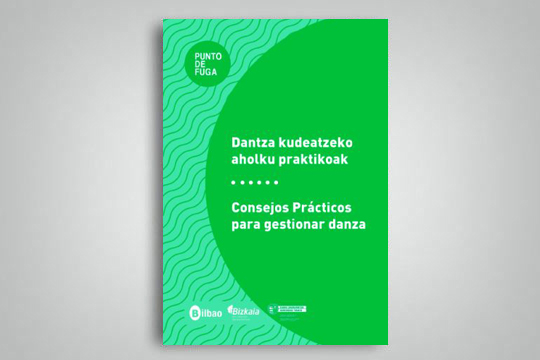 PUNTO
DE
FUGA
Dantza kudeatzeko
aholku praktikoak
Consejos Prácticos
para gestionar danza
Bilbao
Bizkaia